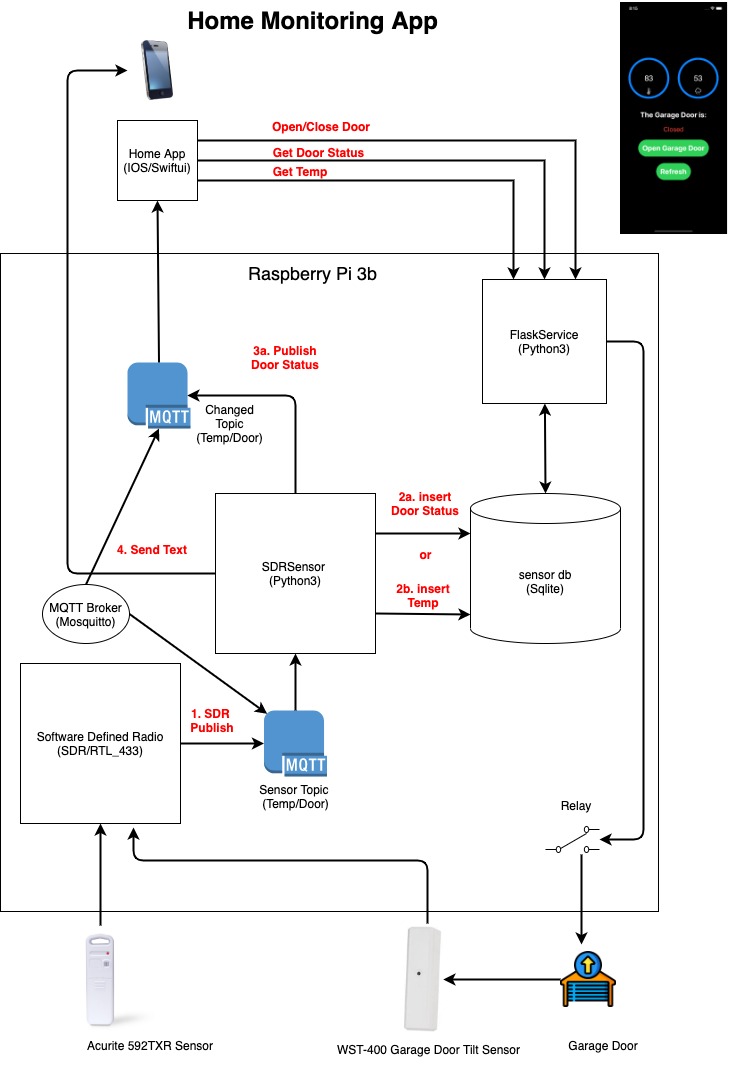 Home Monitoring App
83
53
The Garage Door is:
Closed
Open Garage Door
Refresh
Home App
(IOS/Swiftui)
Open/Close Door
Get Door Status
Get Temp
Raspberry Pi 3b
FlaskService
(Python3)
3a. Publish
Door Status
MQTT
Changed
Topic
(Temp/Door)
2a. insert
Door Status
or
2b. insert
Temp
SDRSensor
(Python3)
sensor db
(Sqlite)
4. Send Text
MQTT Broker
(Mosquitto)
1. SDR
Publish
Software Defined Radio
(SDR/RTL_433)
MQTT
Sensor Topic
(Temp/Door)
Relay
Acurite 592TXR Sensor
WST-400 Garage Door Tilt Sensor
Garage Door